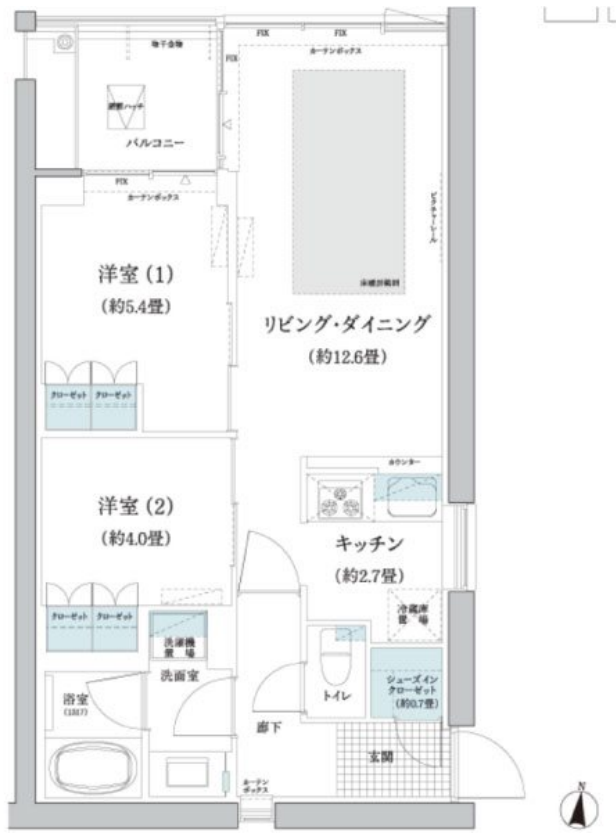 物干金物
FIX
FIX
カーテンボックス
FIX
避難ハッチ
バルコニー
FIX
カーテンボックス
ピクチャーレール
洋室 (1)
(約5.4畳)
床暖房範囲
リビング・ダイニング
(約12.6畳)
クローゼット
クローゼット
カウンター
洋室 (2)
(約4.0畳)
キッチン
(約2.7畳)
冷蔵庫
置場
クローゼット
クローゼット
洗濯機
置場
洗面室
トイレ
シューズイン
クローゼット
(約0.7畳)
浴室
(1317)
廊下
玄関
カーテン
ボックス
N